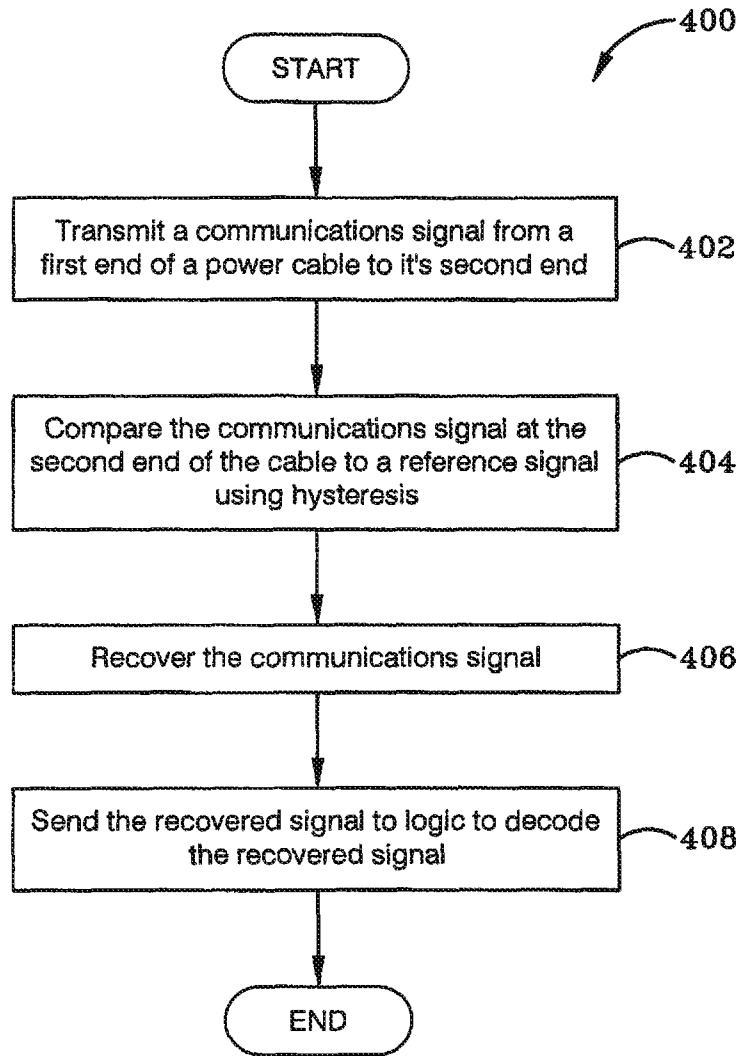 400
START
Transmit a communications signal from a
first end of a power cable to it's second end
402
Compare the communications signal at the
second end of the cable to a reference signal
using hysteresis
404
Recover the communications signal
406
Send the recovered signal to logic to decode
the recovered signal
408
END